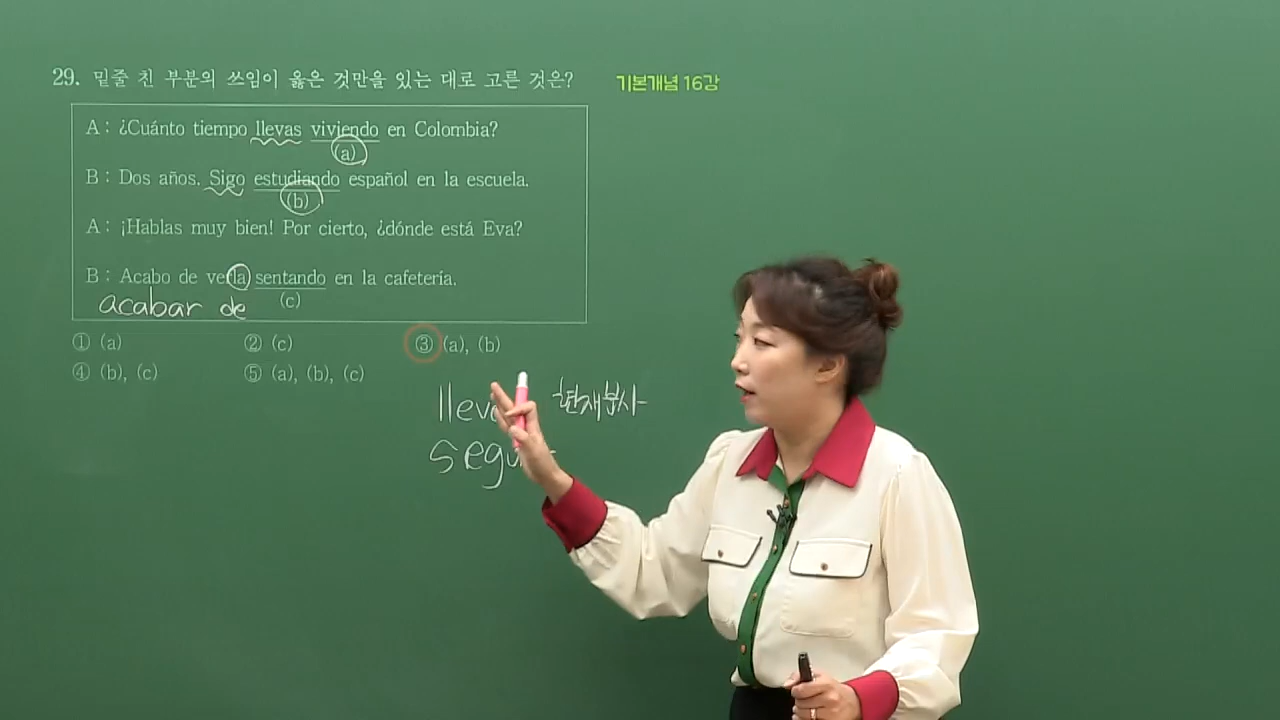 29. 밑줄 친 부분의 쓰임이 옳은 것만을 있는 대로 고른 것은? 기본개념 16강
A : ¿Cuánto tiempo llevas viviendo en Colombia?
(a)
B : Dos años. Sigo estudiando español en la escuela.
(b)
A : ¡Hablas muy bien! Por cierto, ¿dónde está Eva?
B : Acabo de verla sentando en la cafetería.
acabar de (c)
① (a) ② (c) ③ (a), (b)
④ (b), (c) ⑤ (a), (b), (c)
현재분사